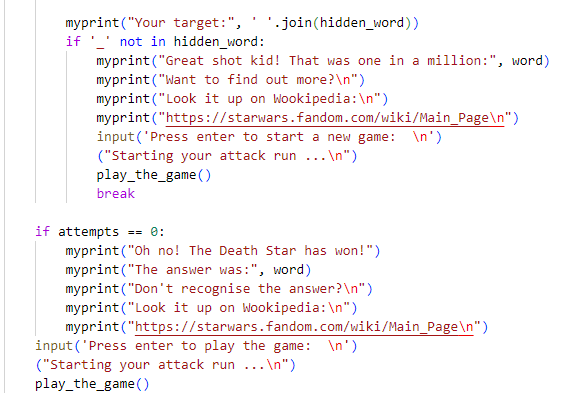 myprint("Your target:", ' '.join(hidden_word))
if '_' not in hidden_word:
myprint("Great shot kid! That was one in a million:", word)
myprint("Want to find out more?\n")
myprint("Look it up on Wookipedia:\n")
myprint("https://starwars.fandom.com/wiki/Main_Page\n")
input('Press enter to start a new game:  \n')
("Starting your attack run ...\n")
play_the_game()
break
if attempts == 0:
myprint("Oh no! The Death Star has won!")
myprint("The answer was:", word)
myprint("Don't recognise the answer?\n")
myprint("Look it up on Wookipedia:\n")
myprint("https://starwars.fandom.com/wiki/Main_Page\n")
input('Press enter to play the game:  \n')
("Starting your attack run ...\n")
play_the_game()